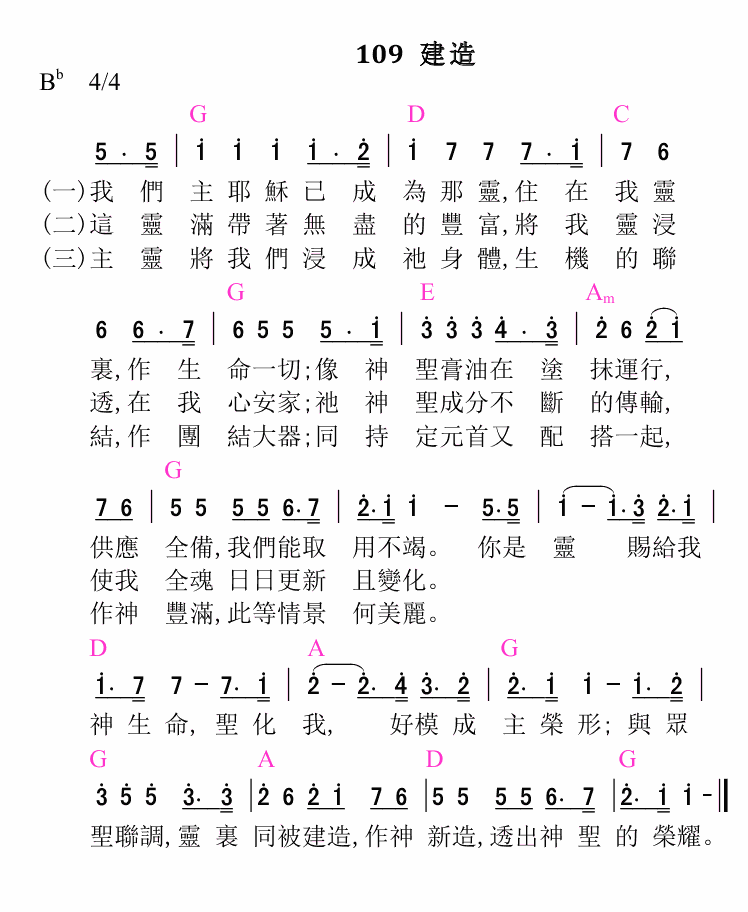 109 建造
B♭ 4/4
G D C
5 . 5 | i i i i . 2̇ | i 7 7 7 . i | 7 6
(一)我 們 主 耶 穌 已 成 為 那 靈,住 在 我 靈
(二)這 靈 滿 帶 著 無 盡 的 豐 富,將 我 靈 浸
(三)主 靈 將 我 們 浸 成 祂 身 體,生 機 的 聯
G E Am
6 6 . 7 | 6 5 5 5 . i | 3̇ 3̇ 3̇ 4̇ . 3̇ | 2̇ 6 2̇ i
裏,作 生 命一切;像 神 聖膏油在 塗 抹運行,
透,在 我 心安家;祂 神 聖成分不 斷 的傳輸,
結,作 團 結大器;同 持 定元首又 配 搭一起,
G
7 6 | 5 5 5 5 6. 7 | 2̇. i i – 5. 5 | i – i. 3̇ 2̇. i |
供應 全備,我們能取 用不竭。 你是 靈 賜給我
使我 全魂 日日更新 且變化。
作神 豐滿,此等情景 何美麗。
D A G
i. 7 7 – 7. i | 2̇ – 2̇. 4̇ 3̇. 2̇ | 2̇. i i – i. 2̇ |
神 生 命, 聖 化 我, 好模 成 主 榮 形; 與 眾
G A D G
3̇ 5̇ 5̇ 3̇. 3̇ | 2̇ 6 2̇ i 7 6 | 5 5 5 5 6. 7 | 2̇. i i – ‖
聖聯調,靈 裏 同被建造,作神 新造,透出神 聖 的 榮耀。